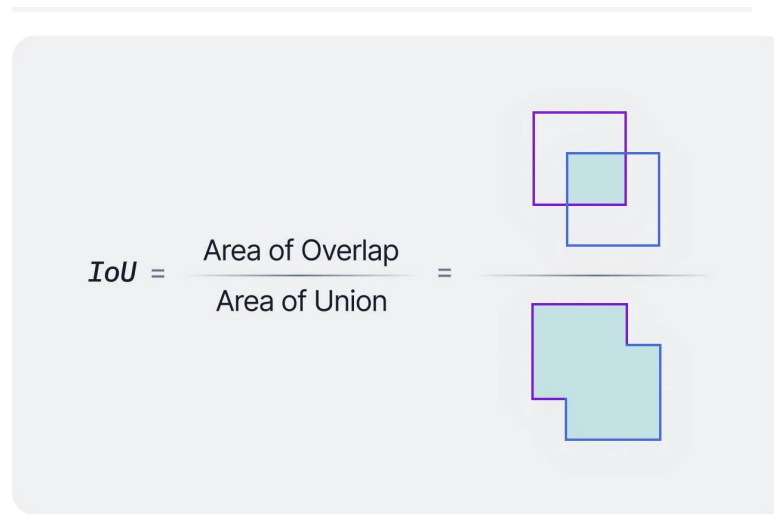 Area of Overlap
IoU = =
Area of Union